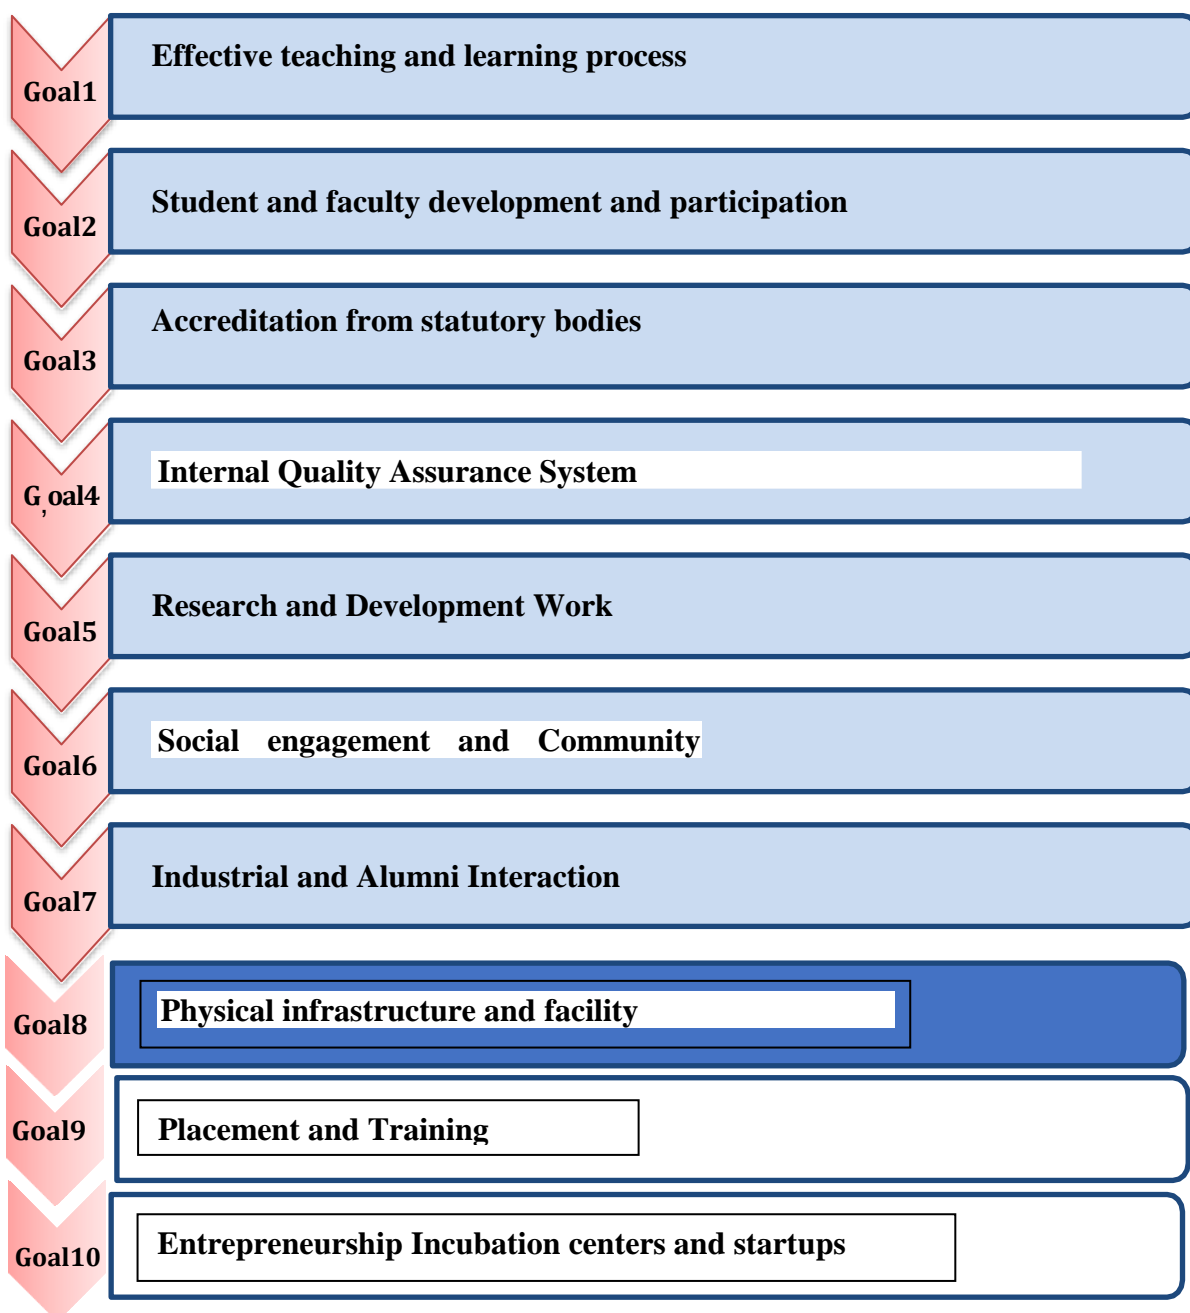 Goal1 Effective teaching and learning process
Goal2 Student and faculty development and participation
Goal3 Accreditation from statutory bodies
G,oal4 Internal Quality Assurance System
Goal5 Research and Development Work
Goal6 Social engagement and Community
Goal7 Industrial and Alumni Interaction
Goal8 Physical infrastructure and facility
Goal9 Placement and Training
Goal10 Entrepreneurship Incubation centers and startups